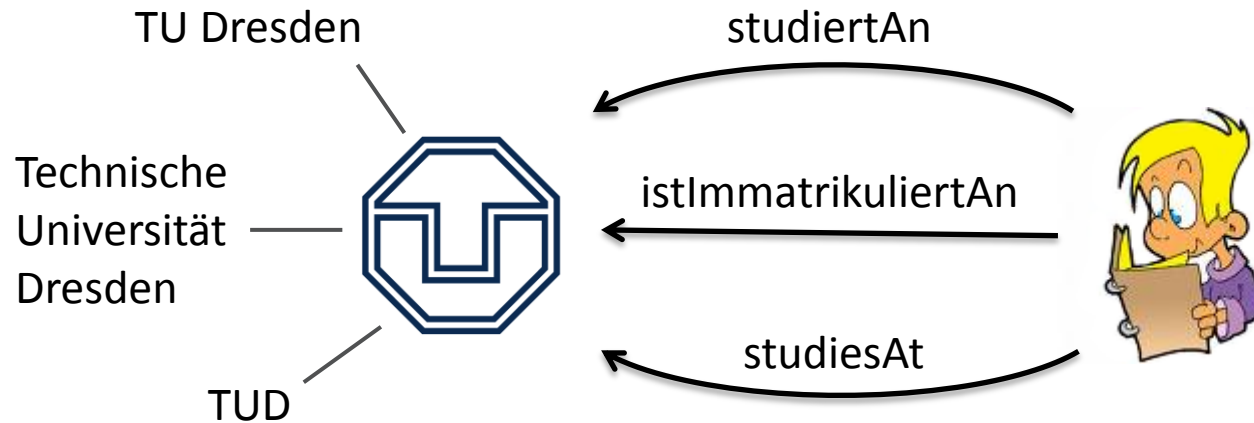 TU Dresden
studiertAn
Technische
Universität
Dresden
istImmatrikuliertAn
studiesAt
TUD